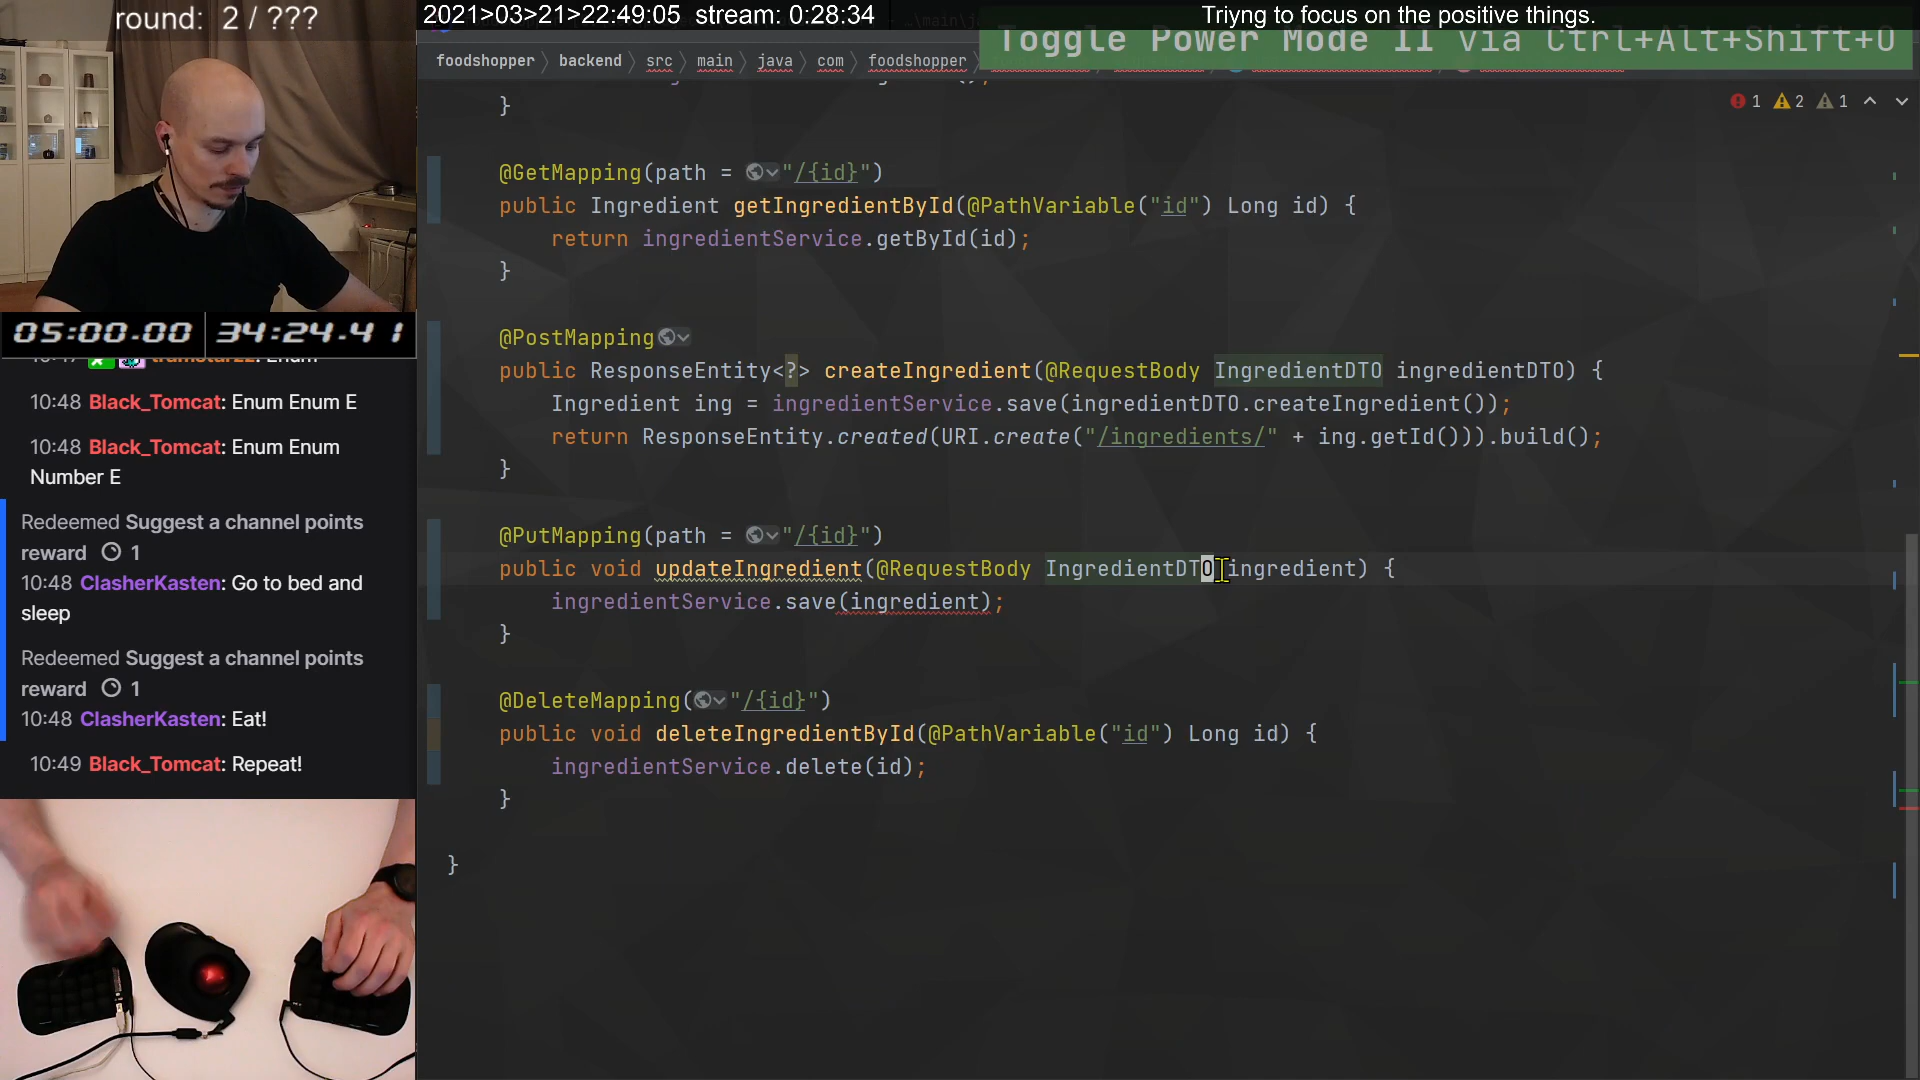 round: 2 / ???
2021>03>21>22:49:05 stream: 0:28:34
Triyng to focus on the positive things.
Toggle Power Mode II via Ctrl+Alt+Shift+O
foodshopper 〉 backend 〉 src 〉 main 〉 java 〉 com 〉 foodshopper 〉
1 2 1
}
@GetMapping(path = "/{id}")
public Ingredient getIngredientById(@PathVariable("id") Long id) {
return ingredientService.getById(id);
}
@PostMapping
public ResponseEntity<?> createIngredient(@RequestBody IngredientDTO ingredientDTO) {
Ingredient ing = ingredientService.save(ingredientDTO.createIngredient());
return ResponseEntity.created(URI.create("/ingredients/" + ing.getId())).build();
}
@PutMapping(path = "/{id}")
public void updateIngredient(@RequestBody IngredientDTO ingredient) {
ingredientService.save(ingredient);
}
@DeleteMapping("/{id}")
public void deleteIngredientById(@PathVariable("id") Long id) {
ingredientService.delete(id);
}
}
05:00.00 34:24.41
10:48 Black_Tomcat: Enum Enum E
10:48 Black_Tomcat: Enum Enum
Number E
Redeemed Suggest a channel points
reward 1
10:48 ClasherKasten: Go to bed and
sleep
Redeemed Suggest a channel points
reward 1
10:48 ClasherKasten: Eat!
10:49 Black_Tomcat: Repeat!